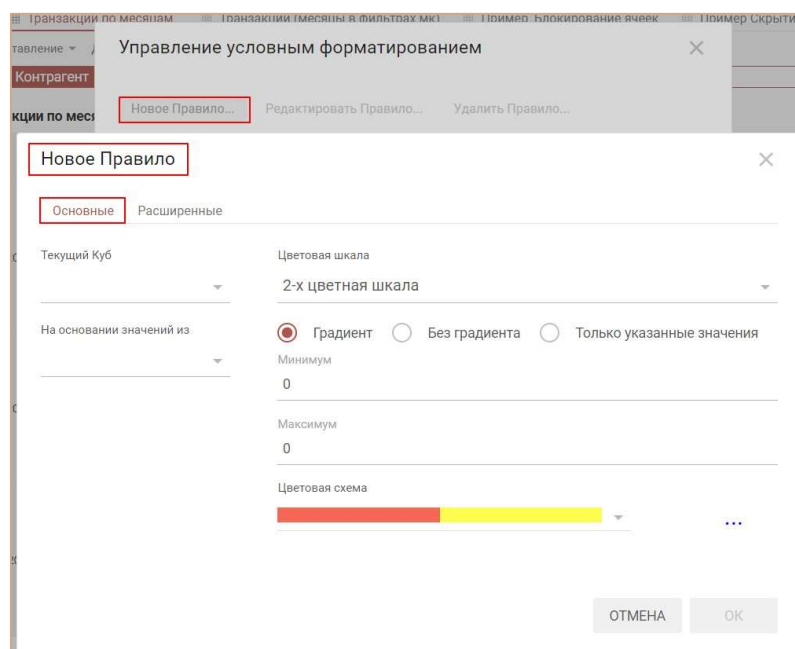 Транзакции по месяцам Транзакции (месяцы в фильтрах мк) Пример Блокирование ячеек Пример
тавление
Управление условным форматированием
Контрагент
Новое Правило... Редактировать Правило... Удалить Правило...
кции по меся
Новое Правило
Основные Расширенные
Текущий Куб Цветовая шкала
2-х цветная шкала
На основании значений из Градиент Без градиента Только указанные значения
Минимум
0
Максимум
0
Цветовая схема
...
ОТМЕНА ОК